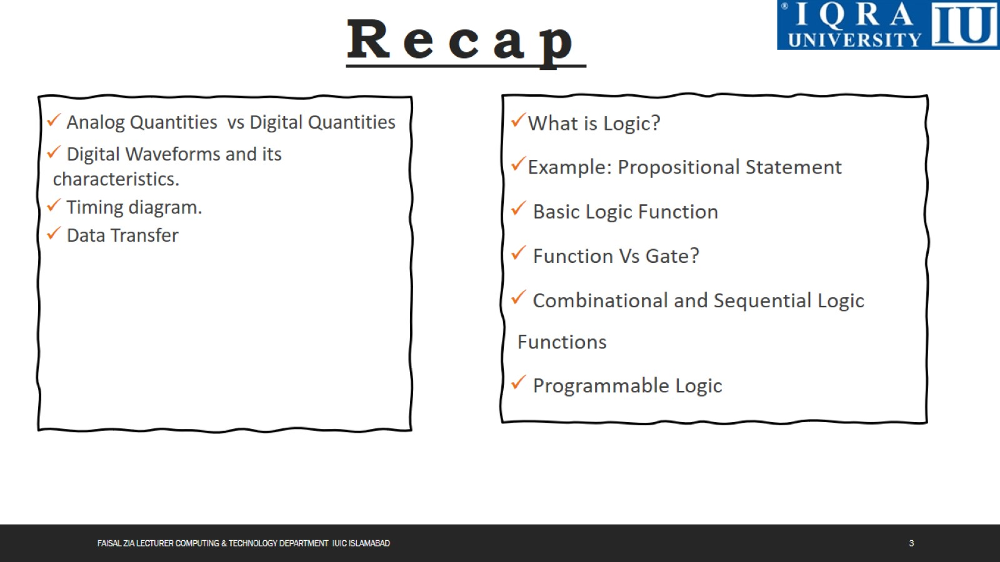 Recap
® IQRA
UNIVERSITY
IU
✓ Analog Quantities vs Digital Quantities
✓ Digital Waveforms and its
characteristics.
✓ Timing diagram.
✓ Data Transfer
✓What is Logic?
✓Example: Propositional Statement
✓ Basic Logic Function
✓ Function Vs Gate?
✓ Combinational and Sequential Logic
Functions
✓ Programmable Logic
FAISAL ZIA LECTURER COMPUTING & TECHNOLOGY DEPARTMENT IUIC ISLAMABAD
3